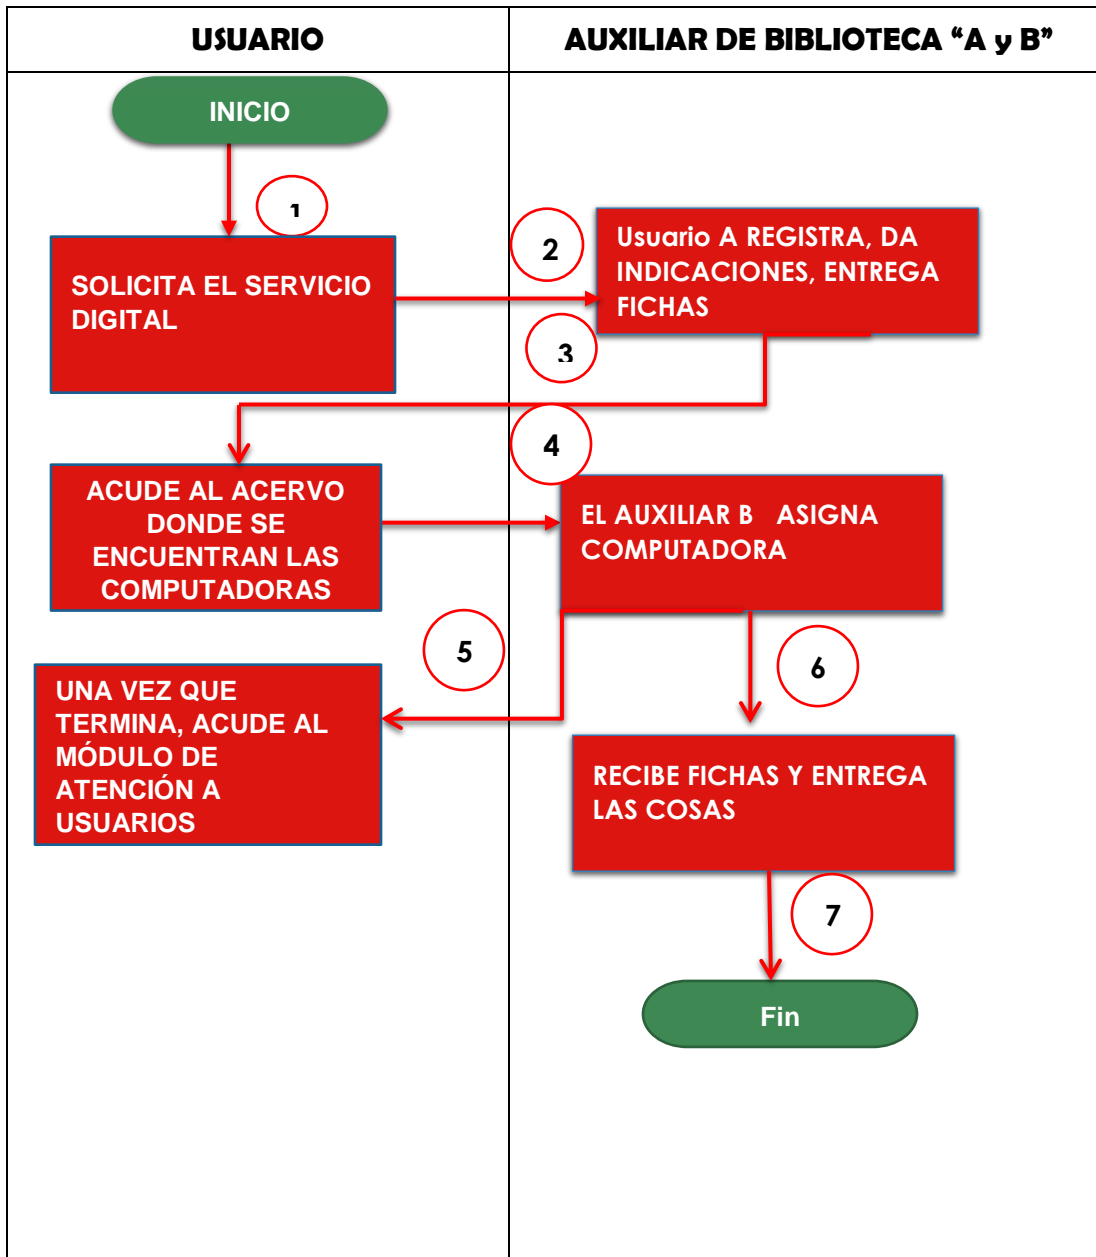 USUARIO
AUXILIAR DE BIBLIOTECA “A y B”
INICIO
1
SOLICITA EL SERVICIO
DIGITAL
2
Usuario A REGISTRA, DA
INDICACIONES, ENTREGA
FICHAS
3
4
ACUDE AL ACERVO
DONDE SE
ENCUENTRAN LAS
COMPUTADORAS
EL AUXILIAR B ASIGNA
COMPUTADORA
5
6
UNA VEZ QUE
TERMINA, ACUDE AL
MÓDULO DE
ATENCIÓN A
USUARIOS
RECIBE FICHAS Y ENTREGA
LAS COSAS
7
Fin